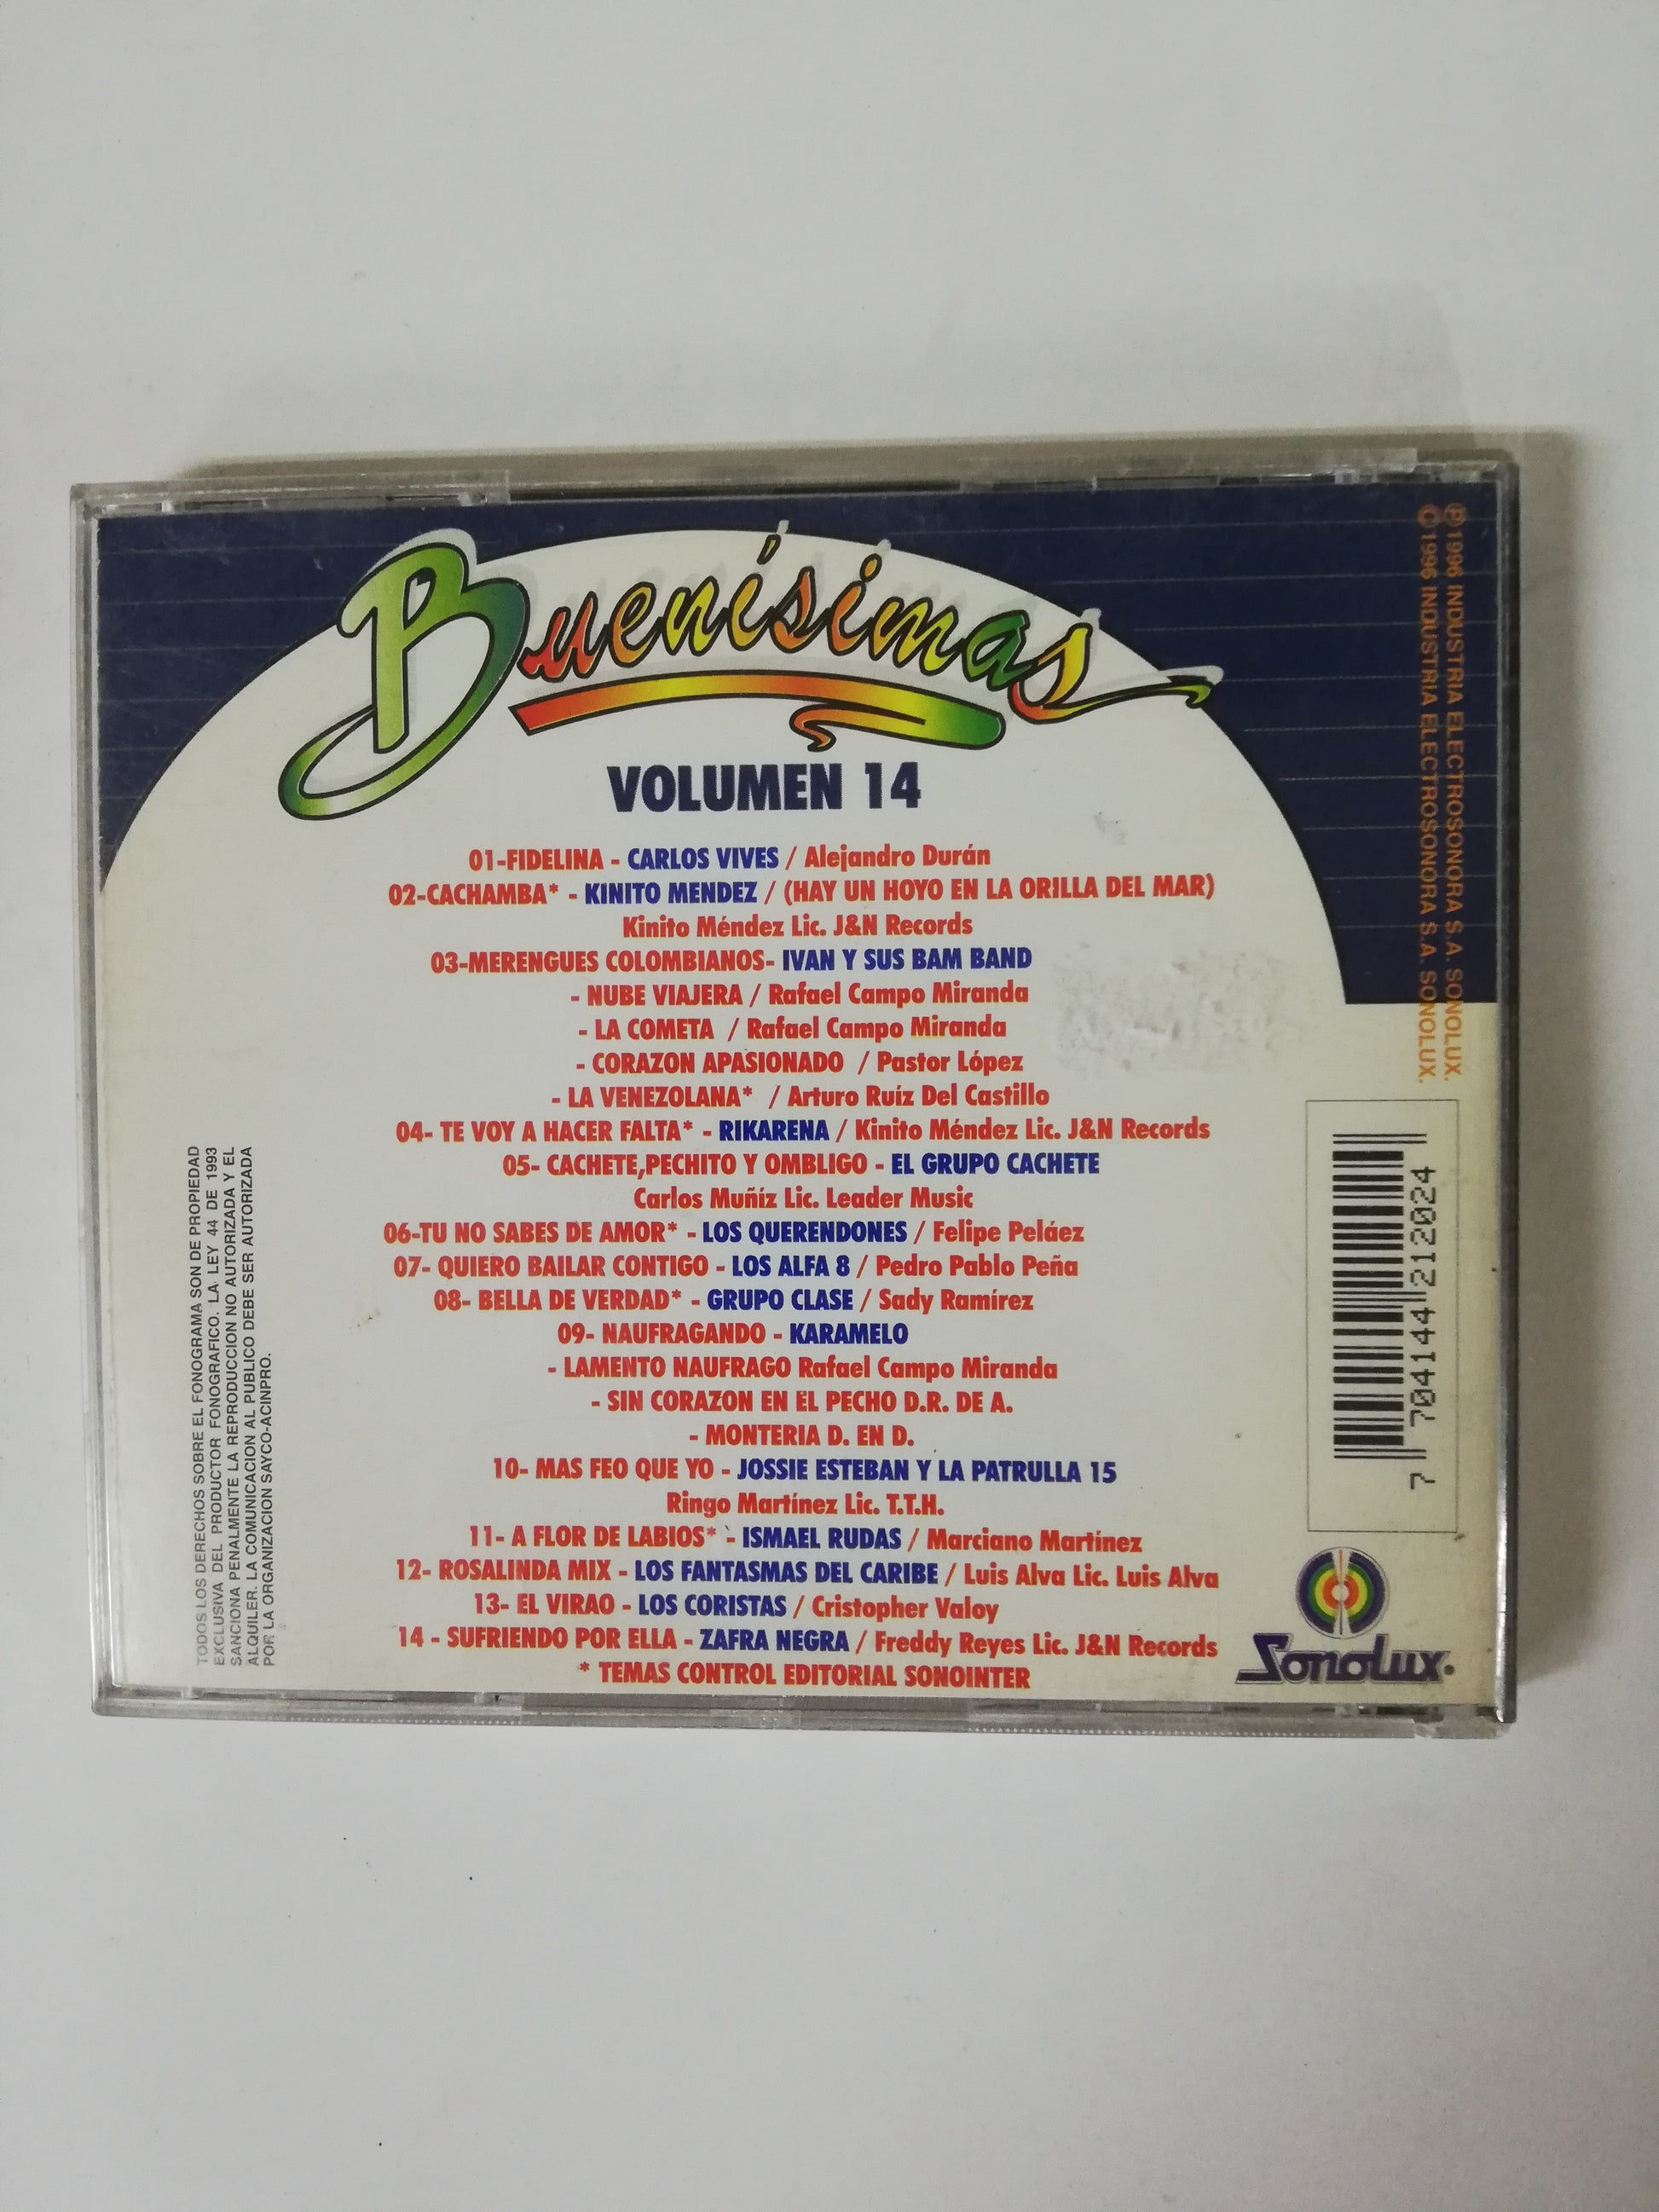 Buenísimas
VOLUMEN 14
01-FIDELINA - CARLOS VIVES / Alejandro Durán
02-CACHAMBA* - KINITO MENDEZ / (HAY UN HOYO EN LA ORILLA DEL MAR)
Kinito Méndez Lic. J&N Records
03-MERENGUES COLOMBIANOS- IVAN Y SUS BAM BAND
- NUBE VIAJERA / Rafael Campo Miranda
- LA COMETA / Rafael Campo Miranda
- CORAZON APASIONADO / Pastor López
- LA VENEZOLANA* / Arturo Ruíz Del Castillo
04- TE VOY A HACER FALTA* - RIKARENA / Kinito Méndez Lic. J&N Records
05- CACHETE,PECHITO Y OMBLIGO - EL GRUPO CACHETE
Carlos Muñíz Lic. Leader Music
06-TU NO SABES DE AMOR* - LOS QUERENDONES / Felipe Peláez
07- QUIERO BAILAR CONTIGO - LOS ALFA 8 / Pedro Pablo Peña
08- BELLA DE VERDAD* - GRUPO CLASE / Sady Ramírez
09- NAUFRAGANDO - KARAMELO
- LAMENTO NAUFRAGO Rafael Campo Miranda
- SIN CORAZON EN EL PECHO D.R. DE A.
- MONTERIA D. EN D.
10- MAS FEO QUE YO - JOSSIE ESTEBAN Y LA PATRULLA 15
Ringo Martínez Lic. T.T.H.
11- A FLOR DE LABIOS* - ISMAEL RUDAS / Marciano Martínez
12- ROSALINDA MIX - LOS FANTASMAS DEL CARIBE / Luis Alva Lic. Luis Alva
13- EL VIRAO - LOS CORISTAS / Cristopher Valoy
14 - SUFRIENDO POR ELLA - ZAFRA NEGRA / Freddy Reyes Lic. J&N Records
* TEMAS CONTROL EDITORIAL SONOINTER
TODOS LOS DERECHOS SOBRE EL FONOGRAMA SON DE PROPIEDAD
EXCLUSIVA DEL PRODUCTOR FONOGRAFICO. LA LEY 44 DE 1993
SANCIONA PENALMENTE LA REPRODUCCION NO AUTORIZADA Y EL
ALQUILER. LA COMUNICACION AL PUBLICO DEBE SER AUTORIZADA
POR LA ORGANIZACION SAYCO-ACINPRO.
℗1996 INDUSTRIA ELECTROSONORA S.A. SONOLUX.
©1996 INDUSTRIA ELECTROSONORA S.A. SONOLUX.
7 704144 212024
Sonolux.